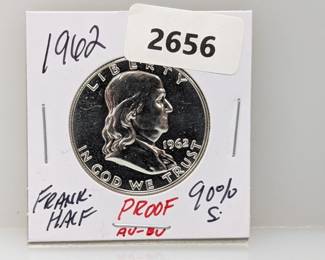 1962
2656
LIBERTY
1962
IN GOD WE TRUST
FRANK. HALF
PROOF
AU-BU
90% S.